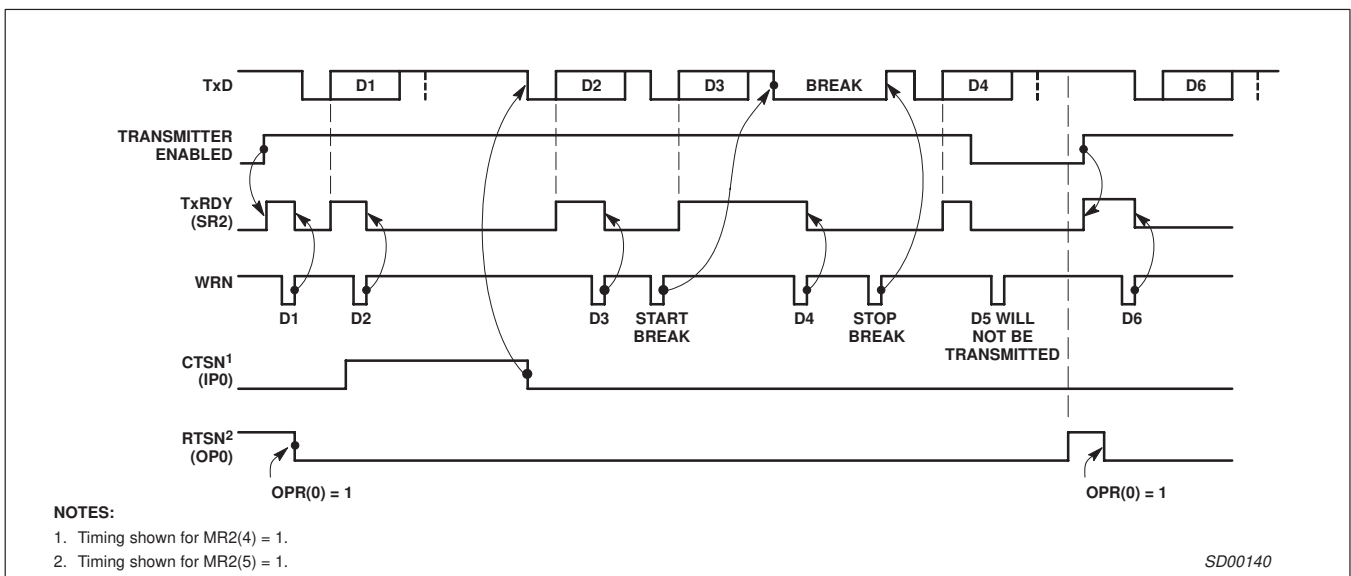 TxD
D1
D2
D3
BREAK
D4
D6
TRANSMITTER
ENABLED
TxRDY
(SR2)
WRN
D1
D2
D3
START
BREAK
D4
STOP
BREAK
D5 WILL
NOT BE
TRANSMITTED
D6
CTSN1
(IP0)
RTSN2
(OP0)
OPR(0) = 1
OPR(0) = 1
NOTES:
1. Timing shown for MR2(4) = 1.
2. Timing shown for MR2(5) = 1.
SD00140